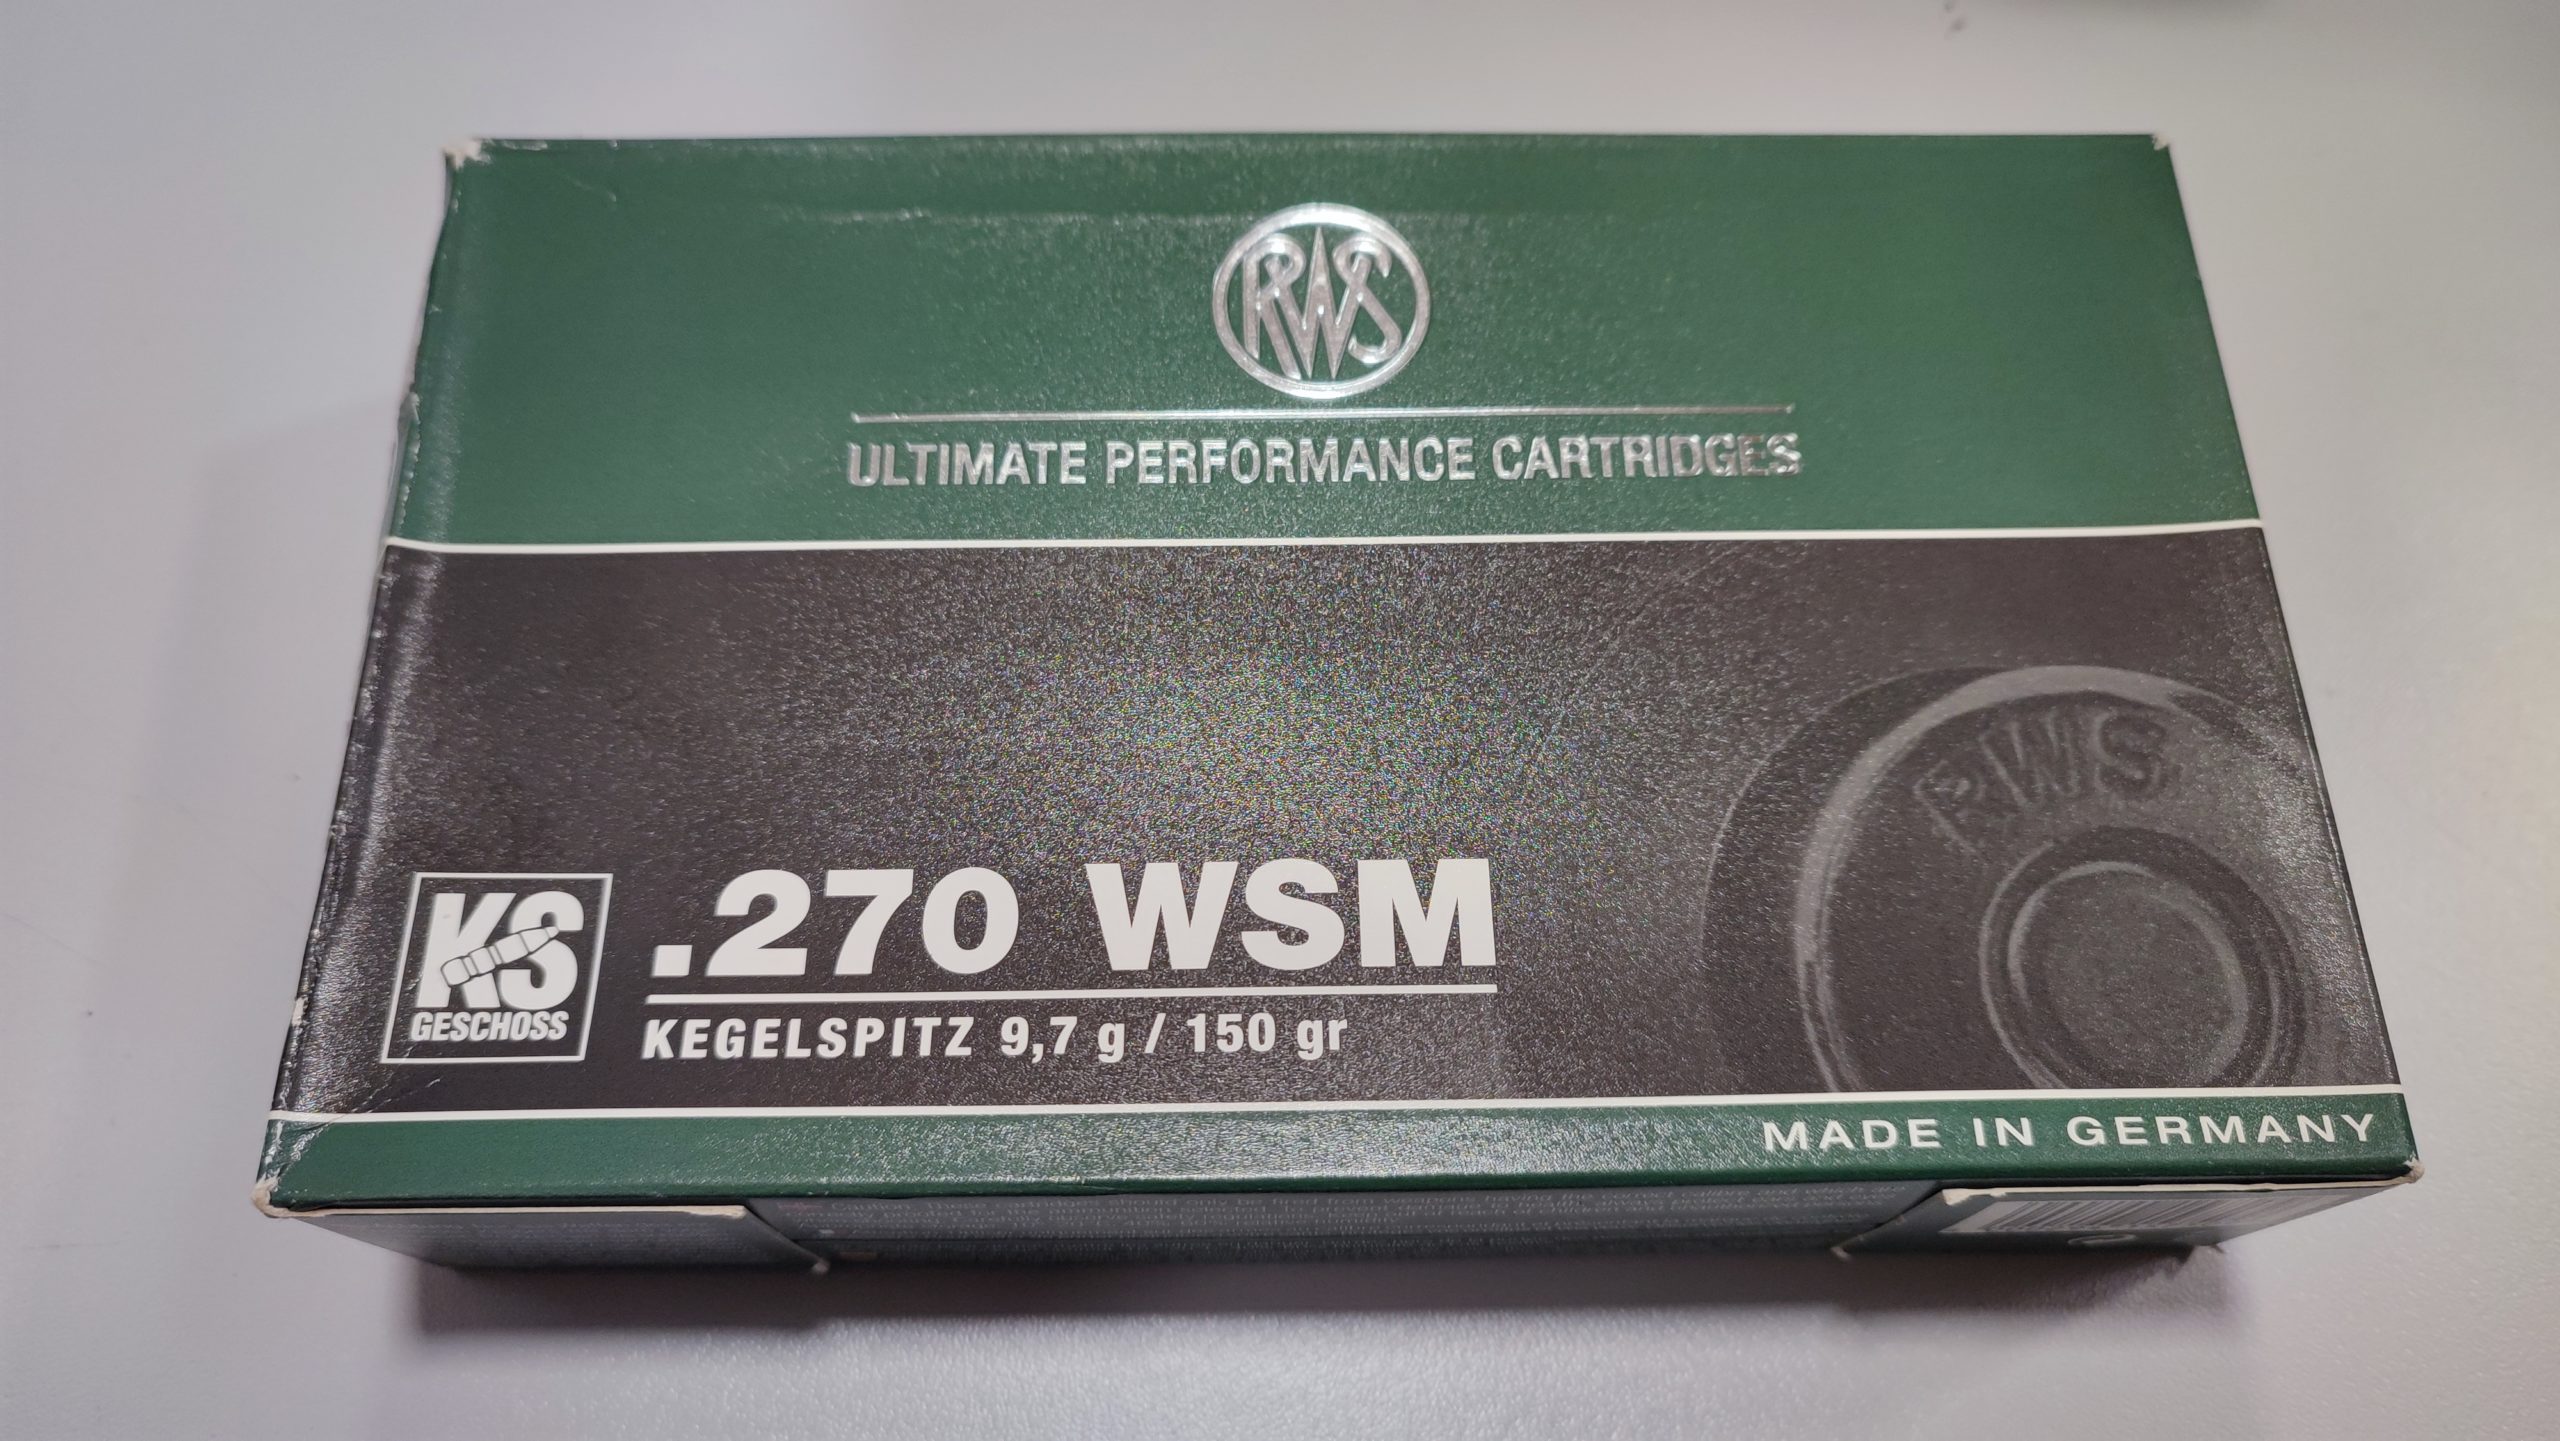 RWS
ULTIMATE PERFORMANCE CARTRIDGES
RWS
KS
GESCHOSS
.270 WSM
KEGELSPITZ 9,7 g / 150 gr
MADE IN GERMANY